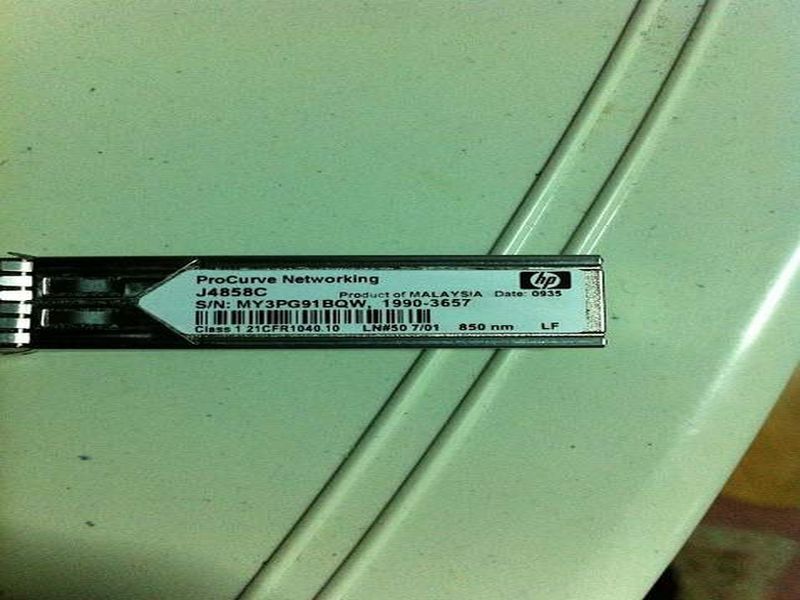 ProCurve Networking
hp
J4858C
Product of MALAYSIA Date: 0935
S/N: MY3PG91BQW, 1990-3657
Class 1 21CFR1040.10 LN#50 7/01 850 nm LF